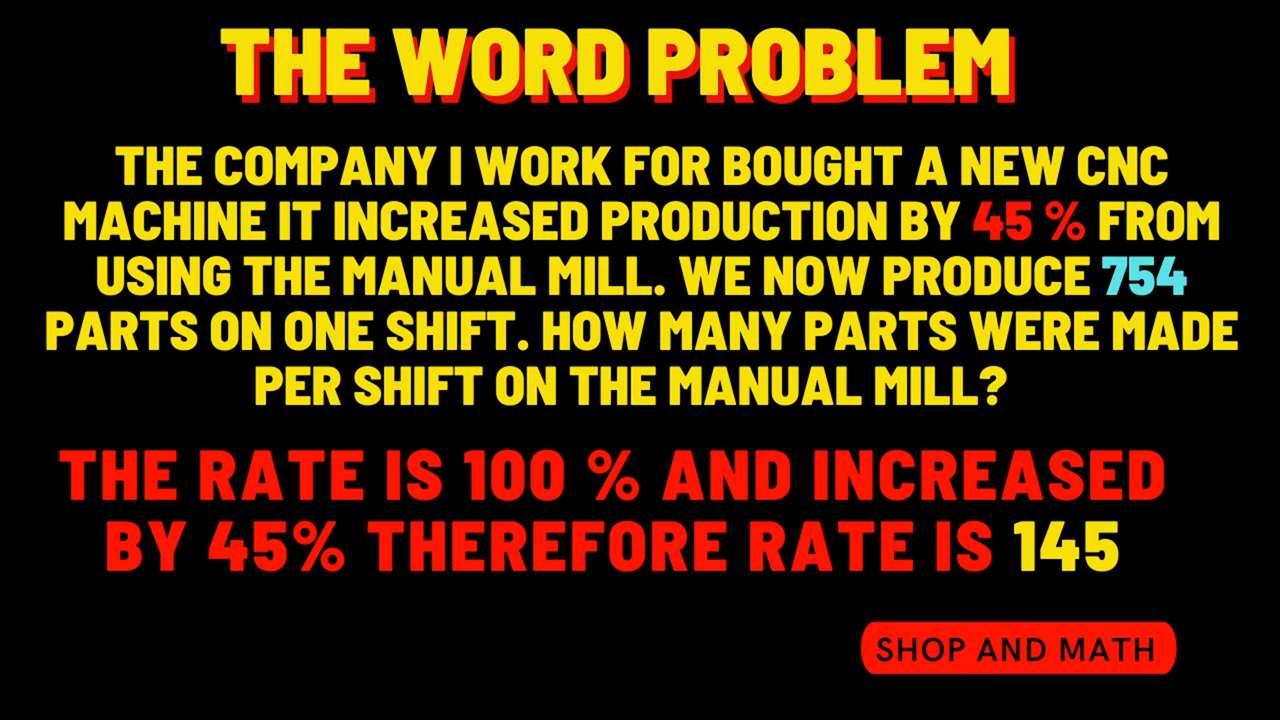 THE WORD PROBLEM
THE COMPANY I WORK FOR BOUGHT A NEW CNC
MACHINE IT INCREASED PRODUCTION BY 45 % FROM
USING THE MANUAL MILL. WE NOW PRODUCE 754
PARTS ON ONE SHIFT. HOW MANY PARTS WERE MADE
PER SHIFT ON THE MANUAL MILL?
THE RATE IS 100 % AND INCREASED
BY 45% THEREFORE RATE IS 145
SHOP AND MATH